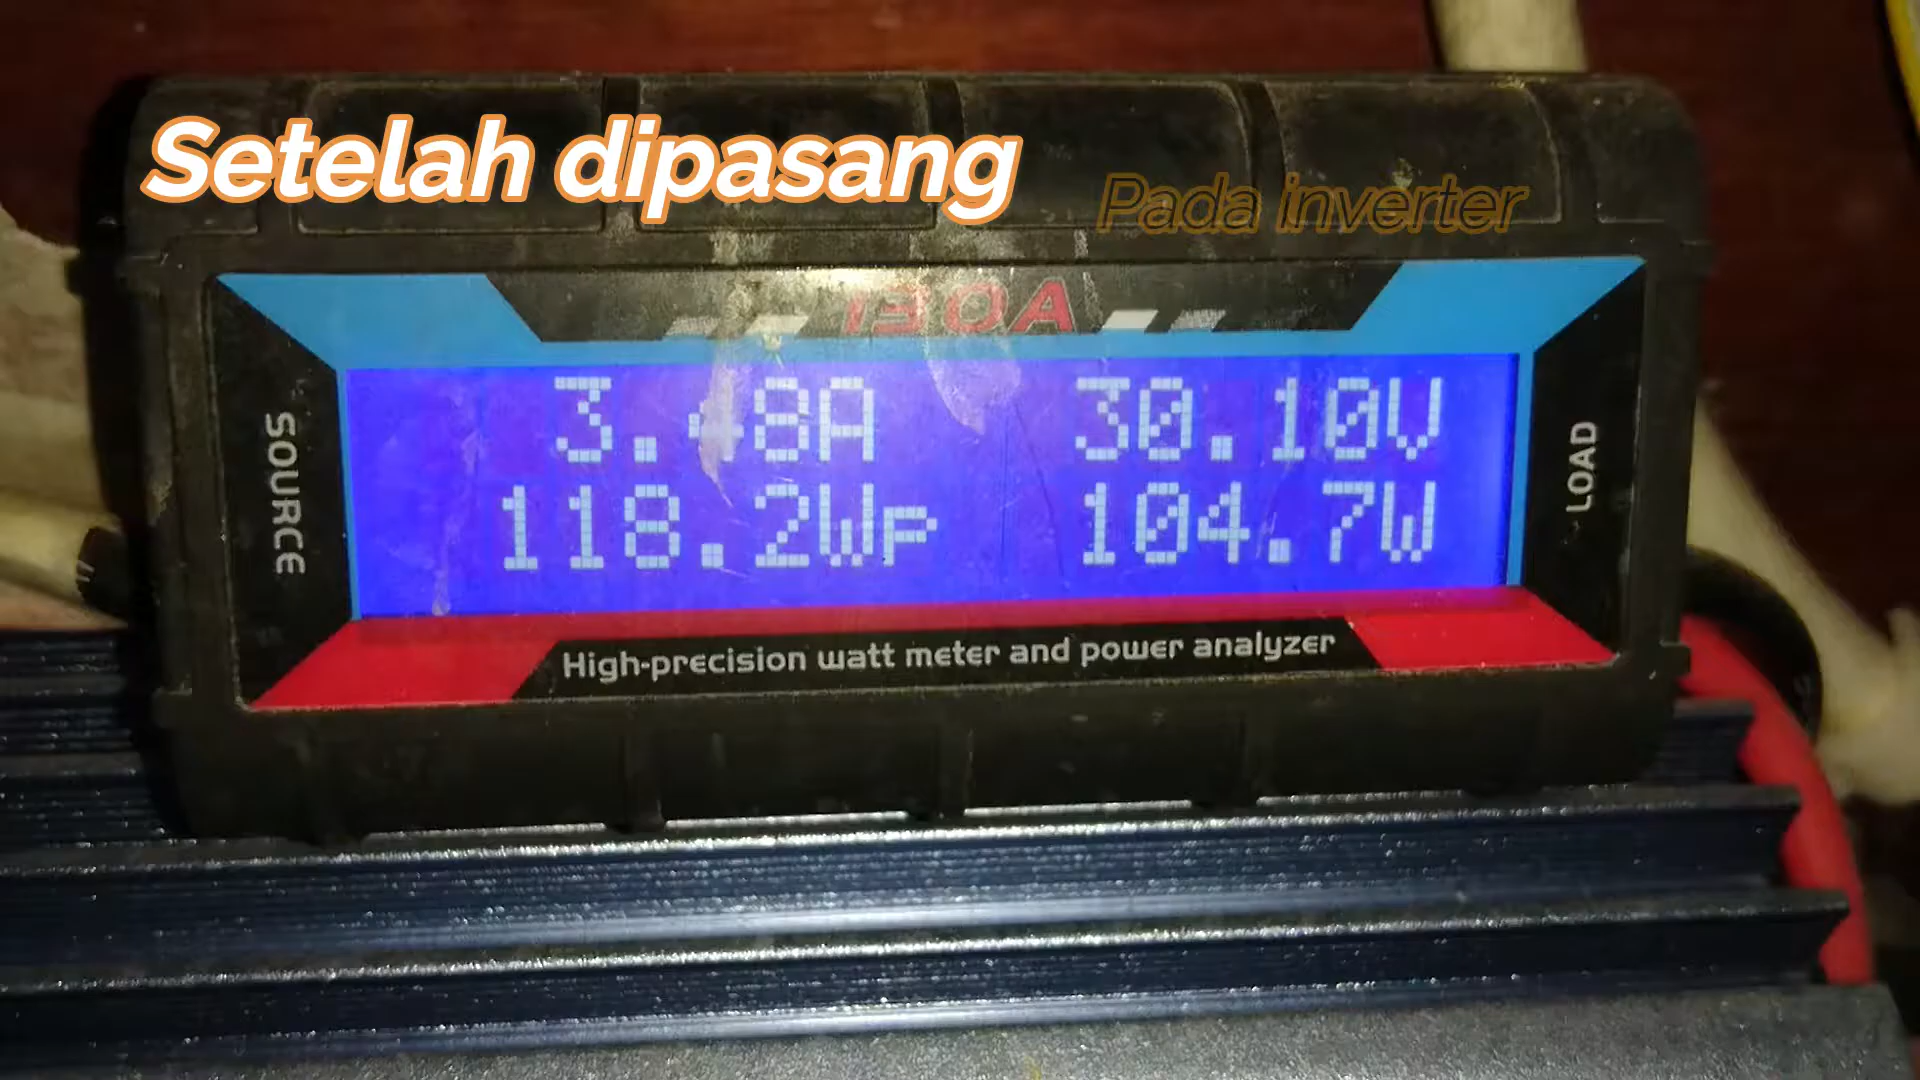 Setelah dipasang
Pada inverter
130A
SOURCE
3.48A 30.10V
118.2Wp 104.7W
LOAD
High-precision watt meter and power analyzer